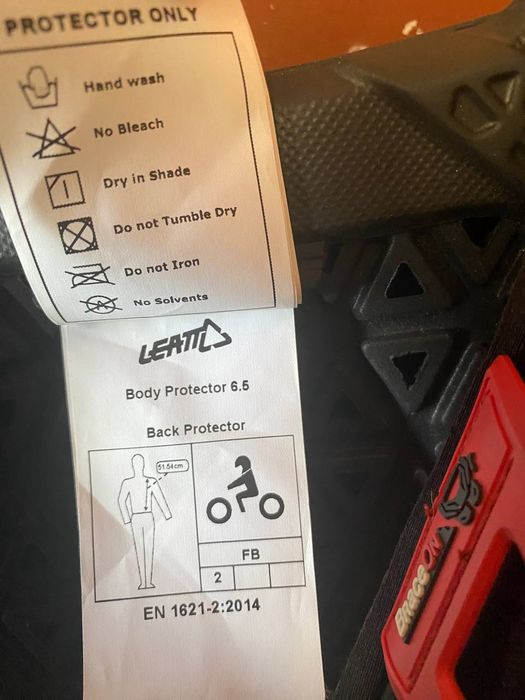 PROTECTOR ONLY
Hand wash
No Bleach
Dry in Shade
Do not Tumble Dry
Do not Iron
A
No Solvents
LEATT
Body Protector 6.5
Back Protector
51-54cm
FB
2
EN 1621-2:2014
BraceON